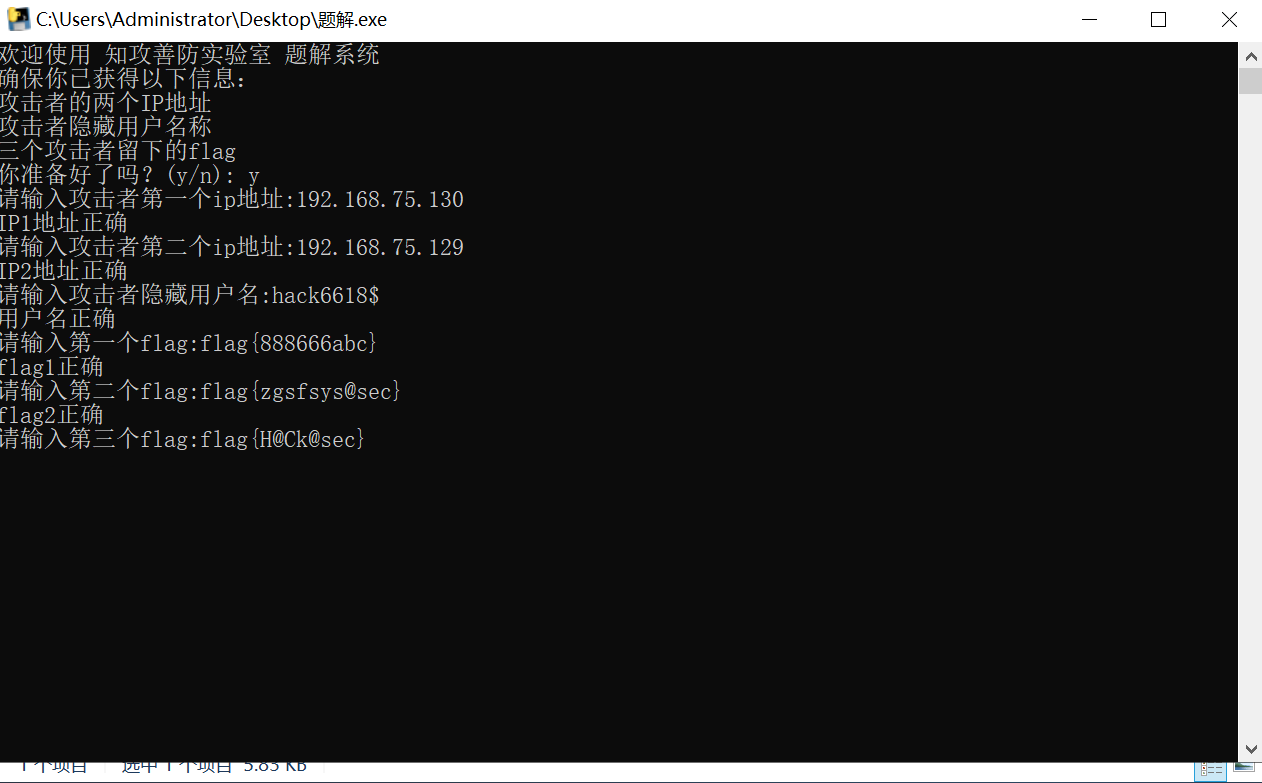 C:\Users\Administrator\Desktop\题解.exe
欢迎使用 知攻善防实验室 题解系统
确保你已获得以下信息：
攻击者的两个IP地址
攻击者隐藏用户名称
三个攻击者留下的flag
你准备好了吗？(y/n): y
请输入攻击者第一个ip地址:192.168.75.130
IP1地址正确
请输入攻击者第二个ip地址:192.168.75.129
IP2地址正确
请输入攻击者隐藏用户名:hack6618$
用户名正确
请输入第一个flag:flag{888666abc}
flag1正确
请输入第二个flag:flag{zgsfsys@sec}
flag2正确
请输入第三个flag:flag{H@Ck@sec}
1 个项目 选中 1 个项目 5.83 KB